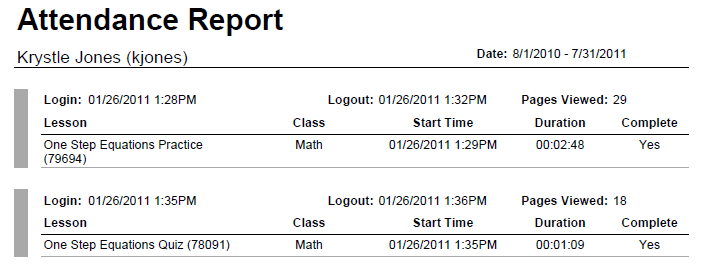 Attendance Report
Krystle Jones (kjones) Date: 8/1/2010 - 7/31/2011
Login: 01/26/2011 1:28PM Logout: 01/26/2011 1:32PM Pages Viewed: 29
Lesson Class Start Time Duration Complete
One Step Equations Practice Math 01/26/2011 1:29PM 00:02:48 Yes
(79694)
Login: 01/26/2011 1:35PM Logout: 01/26/2011 1:36PM Pages Viewed: 18
Lesson Class Start Time Duration Complete
One Step Equations Quiz (78091) Math 01/26/2011 1:35PM 00:01:09 Yes